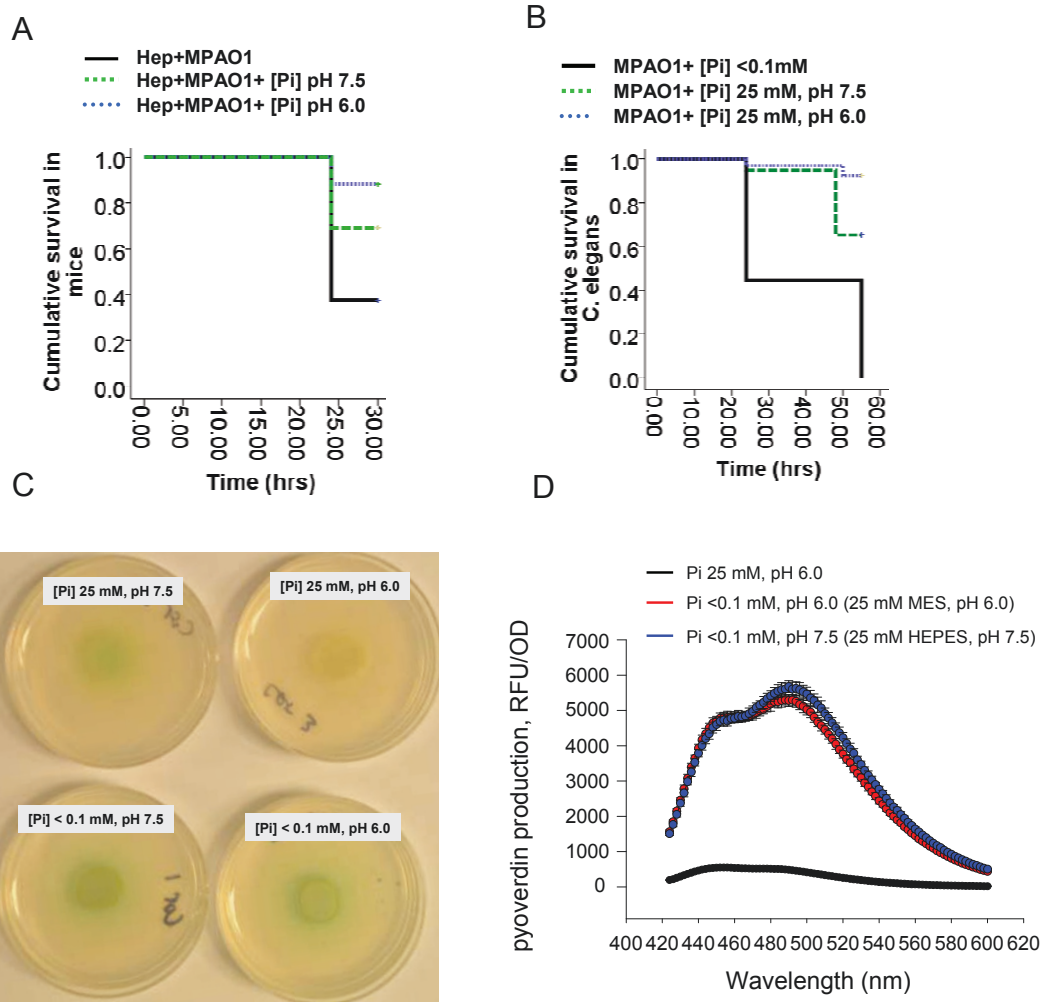 A
Hep+MPAO1
Hep+MPAO1+ [Pi] pH 7.5
Hep+MPAO1+ [Pi] pH 6.0
Cumulative survival in
mice
1.0
0.8
0.6
0.4
0.2
0.0
0.00
5.00
10.00
15.00
20.00
25.00
30.00
Time (hrs)
B
MPAO1+ [Pi] <0.1mM
MPAO1+ [Pi] 25 mM, pH 7.5
MPAO1+ [Pi] 25 mM, pH 6.0
Cumulative survival in
C. elegans
1.0
0.8
0.6
0.4
0.2
0.0
0.00
10.00
20.00
30.00
40.00
50.00
60.00
Time (hrs)
C
[Pi] 25 mM, pH 7.5
[Pi] 25 mM, pH 6.0
3
[Pi] < 0.1 mM, pH 7.5
[Pi] < 0.1 mM, pH 6.0
1
D
Pi 25 mM, pH 6.0
Pi <0.1 mM, pH 6.0 (25 mM MES, pH 6.0)
Pi <0.1 mM, pH 7.5 (25 mM HEPES, pH 7.5)
pyoverdin production, RFU/OD
7000
6000
5000
4000
3000
2000
1000
0
400 420 440 460 480 500 520 540 560 580 600 620
Wavelength (nm)